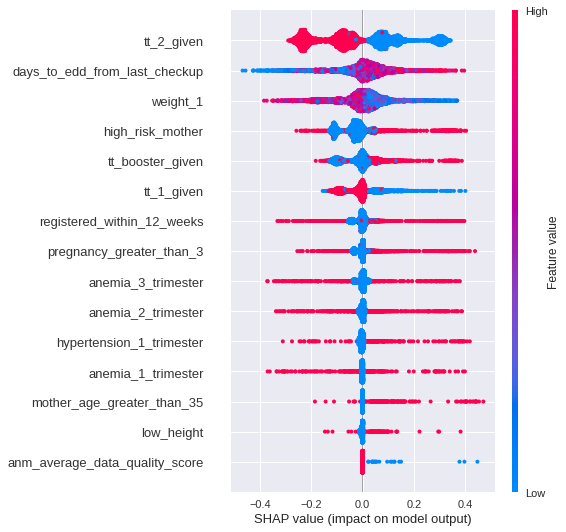 High
tt_2_given
days_to_edd_from_last_checkup
weight_1
high_risk_mother
tt_booster_given
tt_1_given
registered_within_12_weeks
pregnancy_greater_than_3
anemia_3_trimester
anemia_2_trimester
hypertension_1_trimester
anemia_1_trimester
mother_age_greater_than_35
low_height
anm_average_data_quality_score
Feature value
Low
−0.4 −0.2 0.0 0.2 0.4
SHAP value (impact on model output)